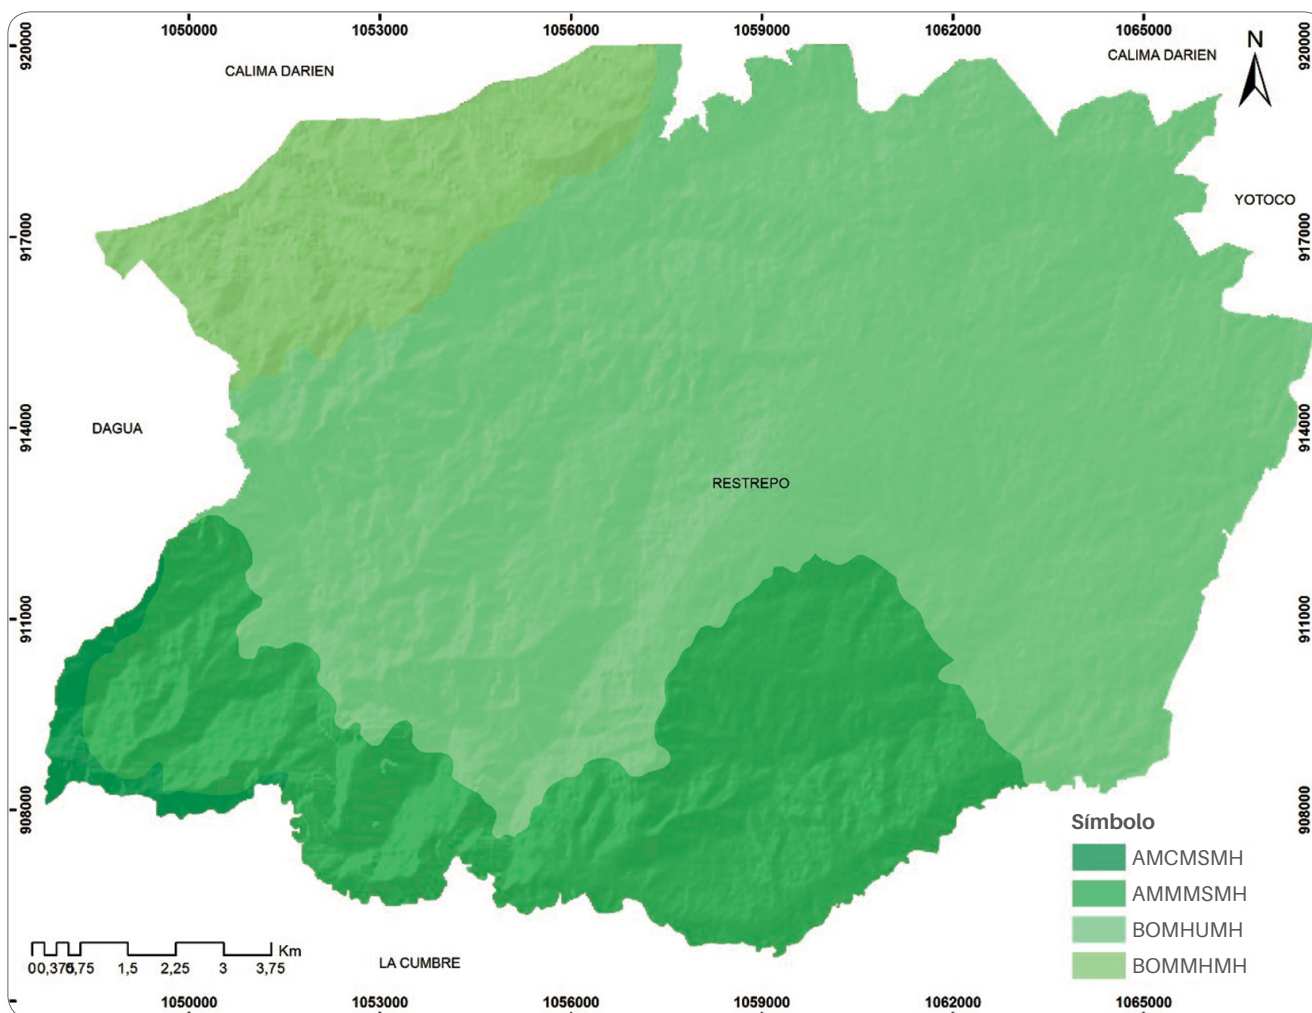 1050000 1053000 1056000 1059000 1062000 1065000
920000 920000
CALIMA DARIEN CALIMA DARIEN
N
YOTOCO
917000 917000
DAGUA
914000 914000
RESTREPO
911000 911000
908000 908000
Símbolo
AMCMSMH
AMMMSMH
BOMHUMH
BOMMHMH
Km
1,5 2,25 3 3,75
LA CUMBRE
1050000 1053000 1056000 1059000 1062000 1065000